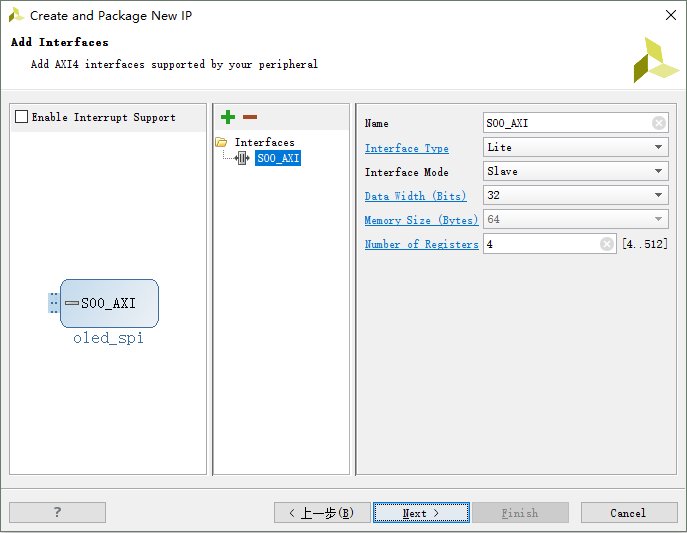 Create and Package New IP
Add Interfaces
Add AXI4 interfaces supported by your peripheral
Enable Interrupt Support
S00_AXI
oled_spi
Interfaces
S00_AXI
Name S00_AXI
Interface Type Lite
Interface Mode Slave
Data Width (Bits) 32
Memory Size (Bytes) 64
Number of Registers 4 [4..512]
? < 上一步(B) Next > Finish Cancel